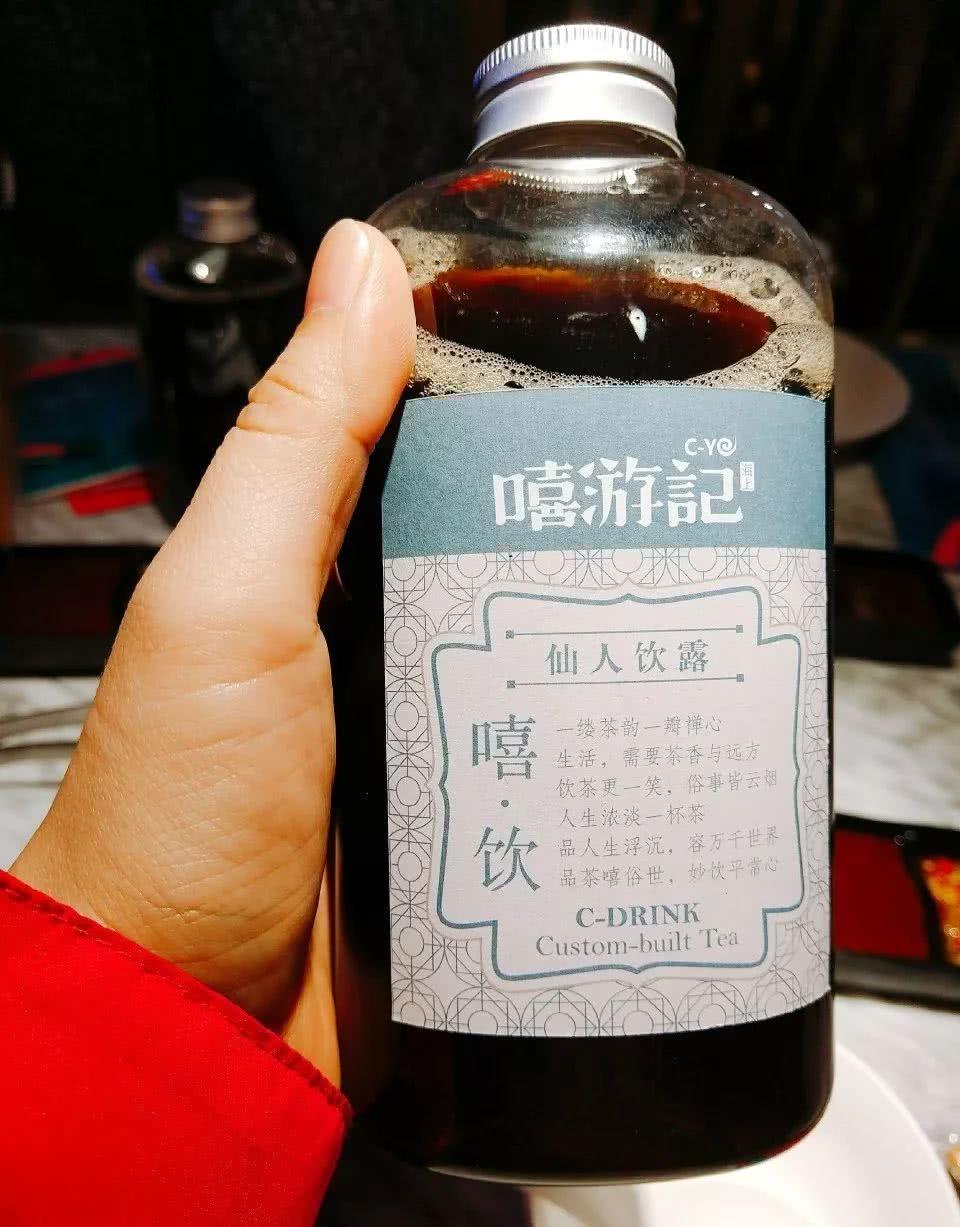 C-YO
嘻游記
海上
仙人饮露
嘻·饮
一缕茶韵一瓣禅心
生活，需要茶香与远方
饮茶更一笑，俗事皆云烟
人生浓淡一杯茶
品人生浮沉，容万千世界
品茶嘻俗世，妙饮平常心
C-DRINK
Custom-built Tea